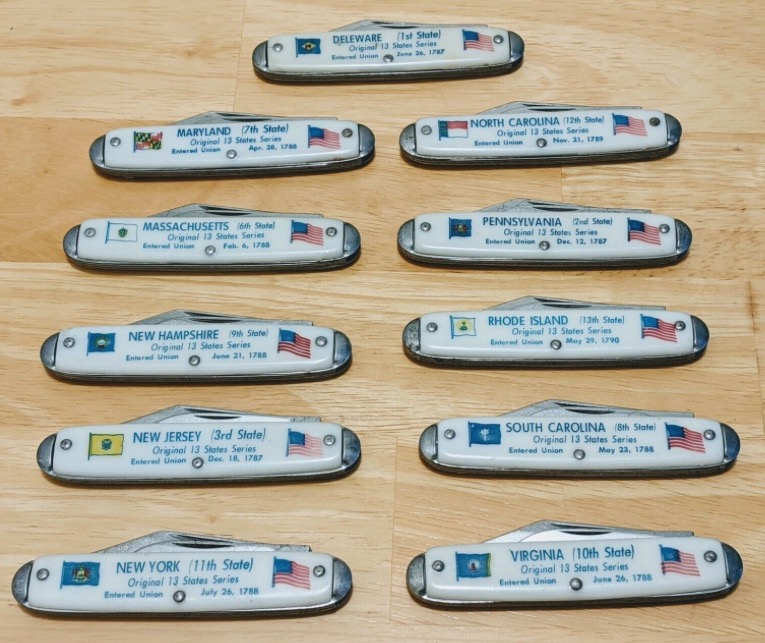 DELEWARE (1st State)
Original 13 States Series
Entered Union June 26, 1787
MARYLAND (7th State)
Original 13 States Series
Entered Union Apr. 28, 1788
NORTH CAROLINA (12th State)
Original 13 States Series
Entered Union Nov. 21, 1789
MASSACHUSETTS (6th State)
Original 13 States Series
Entered Union Feb. 6, 1788
PENNSYLVANIA (2nd State)
Original 13 States Series
Entered Union Dec. 12, 1787
NEW HAMPSHIRE (9th State)
Original 13 States Series
Entered Union June 21, 1788
RHODE ISLAND (13th State)
Original 13 States Series
Entered Union May 29, 1790
NEW JERSEY (3rd State)
Original 13 States Series
Entered Union Dec. 18, 1787
SOUTH CAROLINA (8th State)
Original 13 States Series
Entered Union May 23, 1788
NEW YORK (11th State)
Original 13 States Series
Entered Union July 26, 1788
VIRGINIA (10th State)
Original 13 States Series
Entered Union June 26, 1788